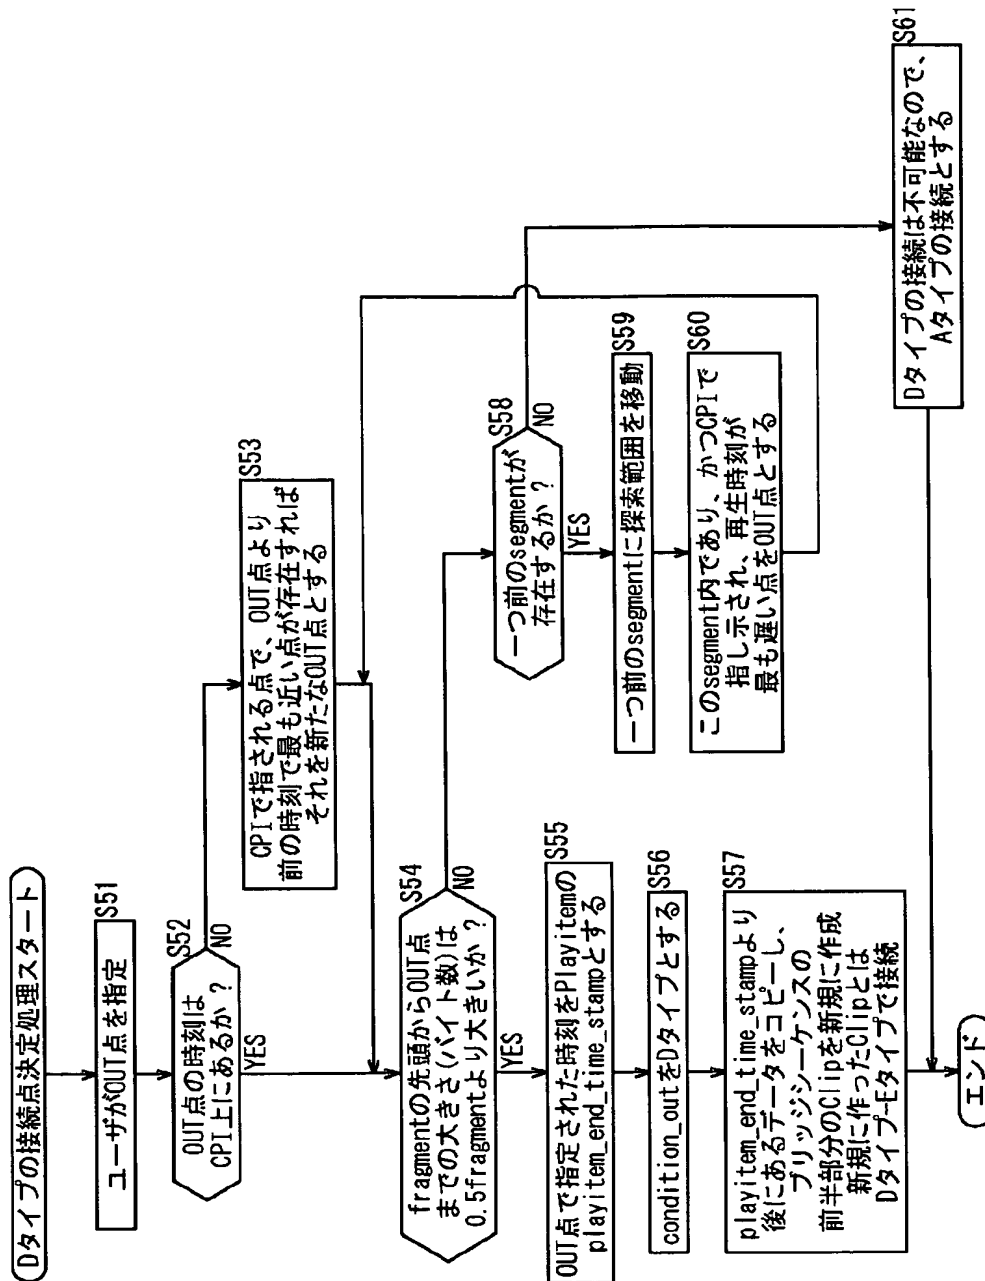 Dタイプの接続点決定処理スタート
S51
ユーザがOUT点を指定
S52
OUT点の時刻は
CPI上にあるか？
NO
YES
S53
CPIで指される点で、OUT点より
前の時刻で最も近い点が存在すれば
それを新たなOUT点とする
S54
fragmentの先頭からOUT点
までの大きさ(バイト数)は
0.5fragmentより大きいか？
NO
YES
S55
OUT点で指定された時刻をPlayitemの
playitem_end_time_stampとする
S56
condition_outをDタイプとする
S57
playitem_end_time_stampより
後にあるデータをコピーし、
ブリッジシーケンスの
前半部分のClipを新規に作成
新規に作ったClipとは
Dタイプ-Eタイプで接続
S58
一つ前のsegmentが
存在するか？
NO
YES
S59
一つ前のsegmentに探索範囲を移動
S60
このsegment内であり、かつCPIで
指し示され、再生時刻が
最も遅い点をOUT点とする
S61
Dタイプの接続は不可能なので、
Aタイプの接続とする
エンド